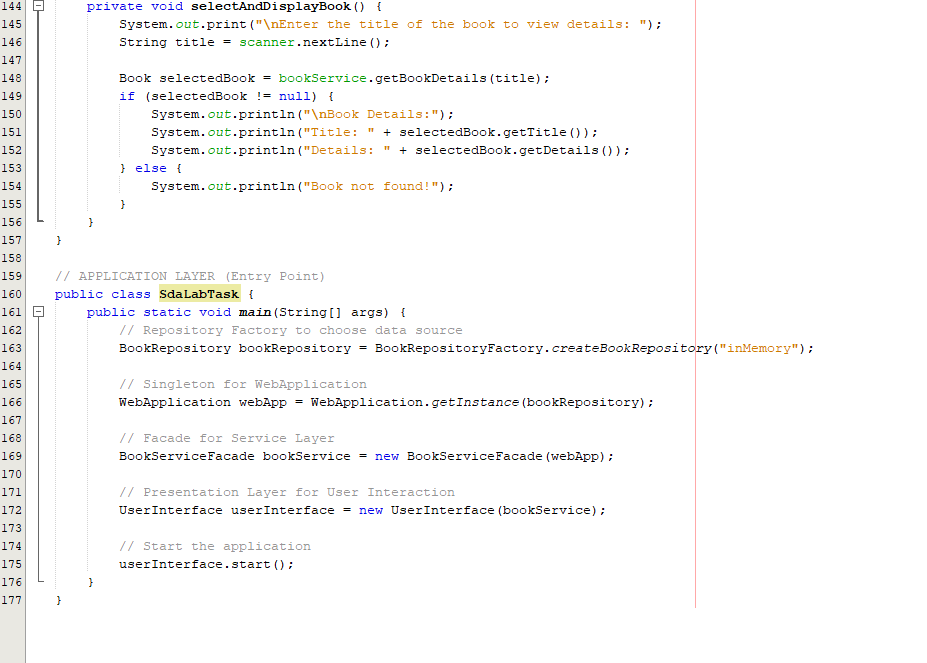 144 private void selectAndDisplayBook() {
145 System.out.print("\nEnter the title of the book to view details: ");
146 String title = scanner.nextLine();
147
148 Book selectedBook = bookService.getBookDetails(title);
149 if (selectedBook != null) {
150 System.out.println("\nBook Details:");
151 System.out.println("Title: " + selectedBook.getTitle());
152 System.out.println("Details: " + selectedBook.getDetails());
153 } else {
154 System.out.println("Book not found!");
155 }
156 }
157 }
158
159 // APPLICATION LAYER (Entry Point)
160 public class SdaLabTask {
161 public static void main(String[] args) {
162 // Repository Factory to choose data source
163 BookRepository bookRepository = BookRepositoryFactory.createBookRepository("inMemory");
164
165 // Singleton for WebApplication
166 WebApplication webApp = WebApplication.getInstance(bookRepository);
167
168 // Facade for Service Layer
169 BookServiceFacade bookService = new BookServiceFacade(webApp);
170
171 // Presentation Layer for User Interaction
172 UserInterface userInterface = new UserInterface(bookService);
173
174 // Start the application
175 userInterface.start();
176 }
177 }